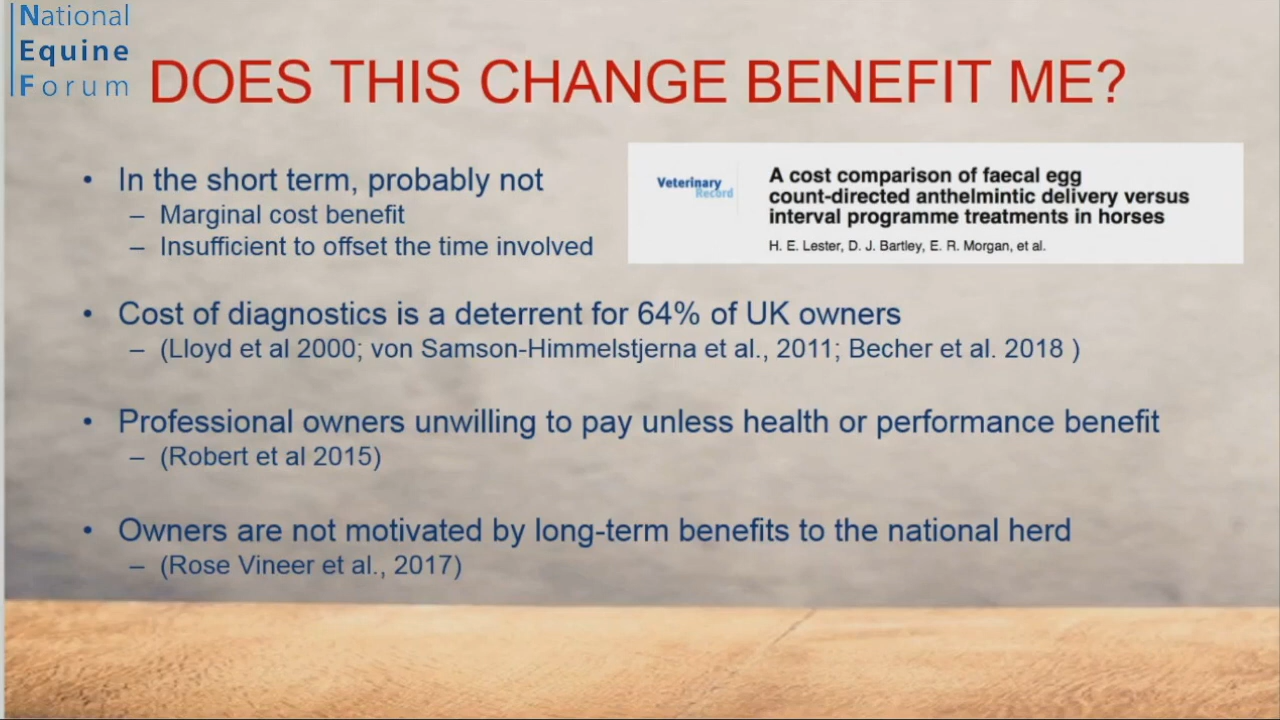 National
Equine
Forum
DOES THIS CHANGE BENEFIT ME?
• In the short term, probably not
– Marginal cost benefit
– Insufficient to offset the time involved
Veterinary
Record
A cost comparison of faecal egg
count-directed anthelmintic delivery versus
interval programme treatments in horses
H. E. Lester, D. J. Bartley, E. R. Morgan, et al.
• Cost of diagnostics is a deterrent for 64% of UK owners
– (Lloyd et al 2000; von Samson-Himmelstjerna et al., 2011; Becher et al. 2018 )
• Professional owners unwilling to pay unless health or performance benefit
– (Robert et al 2015)
• Owners are not motivated by long-term benefits to the national herd
– (Rose Vineer et al., 2017)